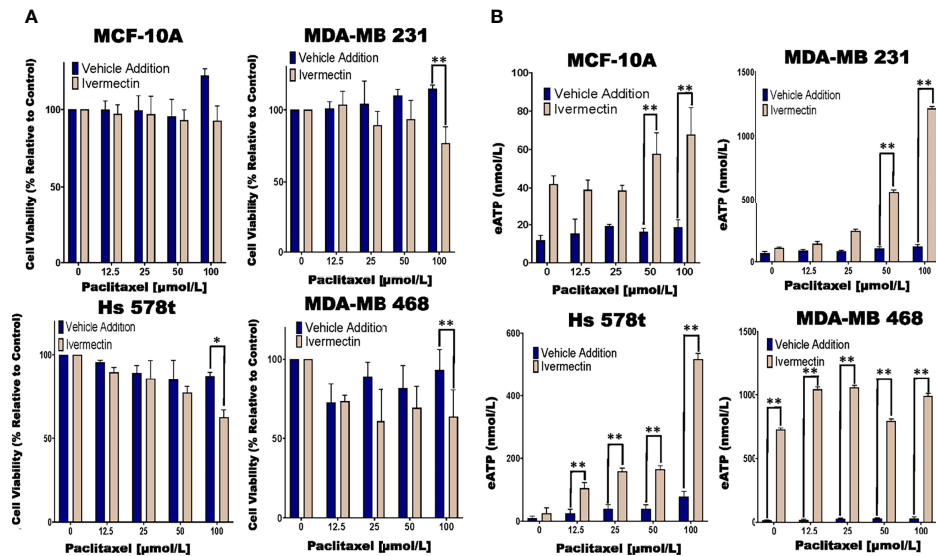 A
MCF-10A
Cell Viability (% Relative to Control)
Vehicle Addition
Ivermectin
100
50
0
0 12.5 25 50 100
Paclitaxel [µmol/L]
MDA-MB 231
Cell Viability (% Relative to Control)
Vehicle Addition
Ivermectin
**
100
50
0
0 12.5 25 50 100
Paclitaxel [µmol/L]
Hs 578t
Cell Viability (% Relative to Control)
Vehicle Addition
Ivermectin
*
100
50
0
0 12.5 25 50 100
Paclitaxel [µmol/L]
MDA-MB 468
Cell Viability (% Relative to Control)
Vehicle Addition
Ivermectin
**
100
50
0
0 12.5 25 50 100
Paclitaxel [µmol/L]
B
MCF-10A
eATP (nmol/L)
Vehicle Addition
Ivermectin
** **
100
80
60
40
20
0
0 12.5 25 50 100
Paclitaxel [µmol/L]
MDA-MB 231
eATP (nmol/L)
Vehicle Addition
Ivermectin
** **
1500
1000
500
0
0 12.5 25 50 100
Paclitaxel [µmol/L]
Hs 578t
eATP (nmol/L)
Vehicle Addition
Ivermectin
** ** ** **
600
400
200
0
0 12.5 25 50 100
Paclitaxel [µmol/L]
MDA-MB 468
eATP (nmol/L)
Vehicle Addition
Ivermectin
** ** ** ** **
1500
1000
500
0
0 12.5 25 50 100
Paclitaxel [µmol/L]